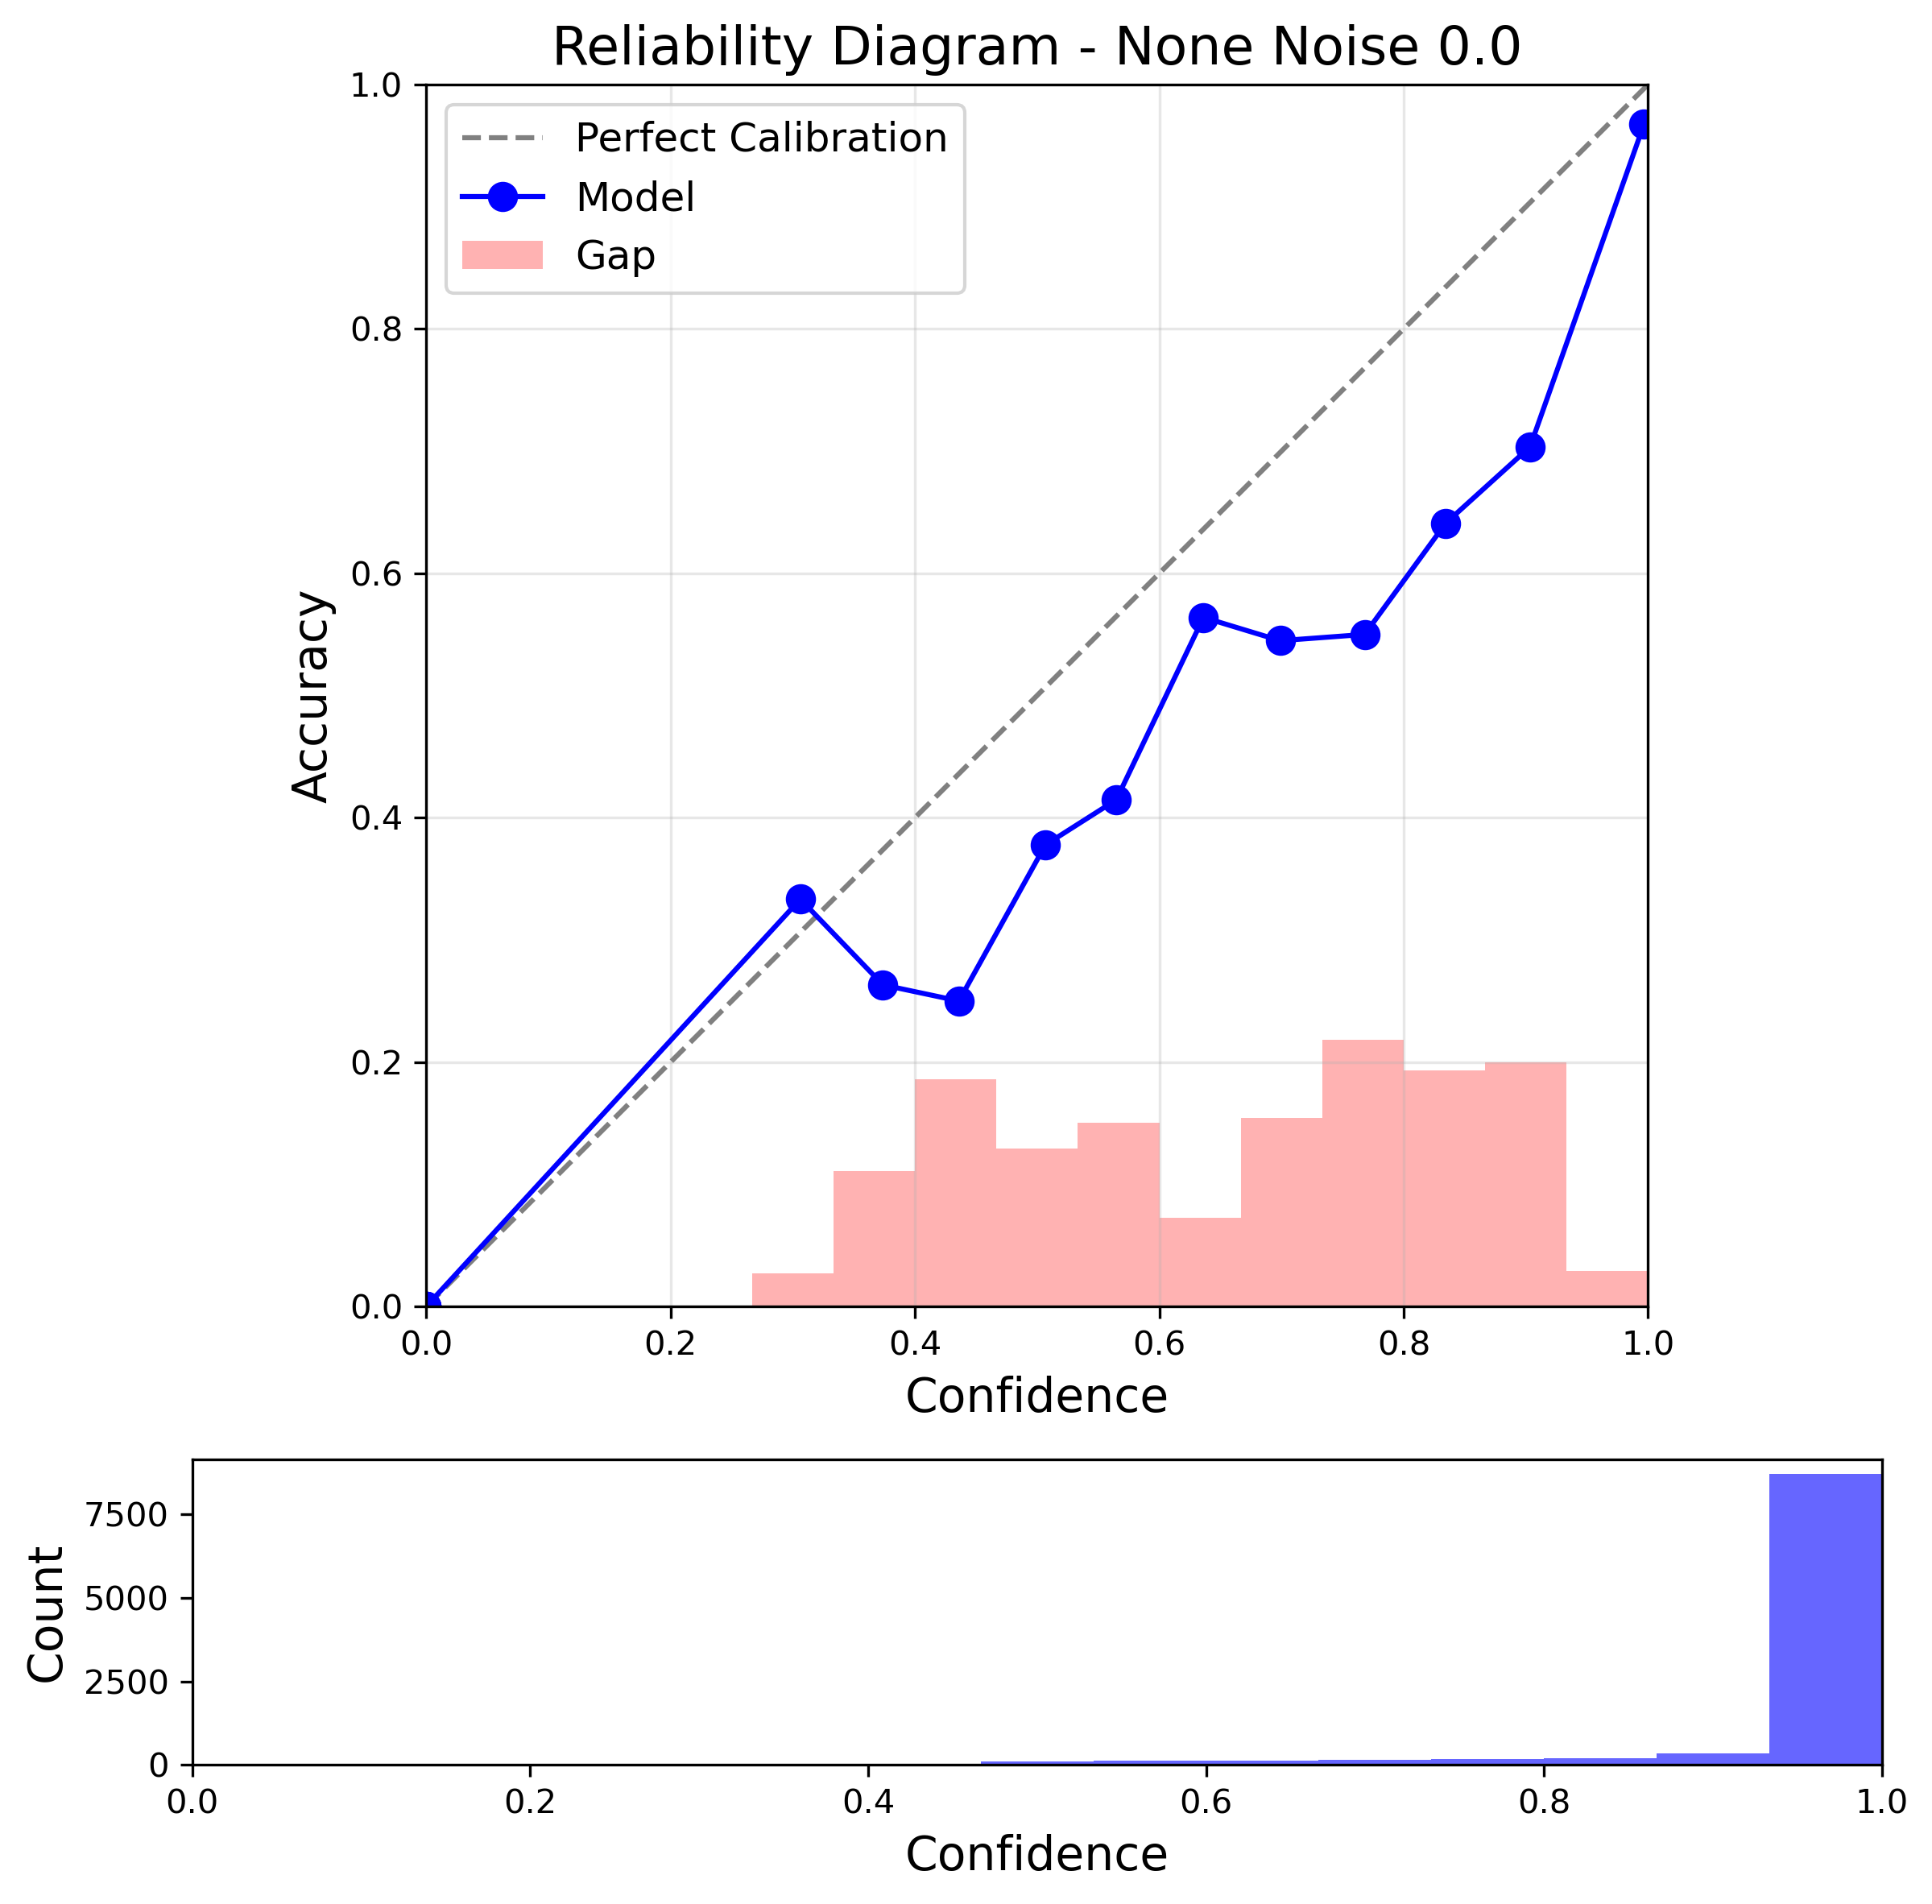 Reliability Diagram - None Noise 0.0
1.0
0.8
0.6
0.4
0.2
0.0
Accuracy
Perfect Calibration
Model
Gap
0.0 0.2 0.4 0.6 0.8 1.0
Confidence
7500
5000
2500
0
Count
0.0 0.2 0.4 0.6 0.8 1.0
Confidence